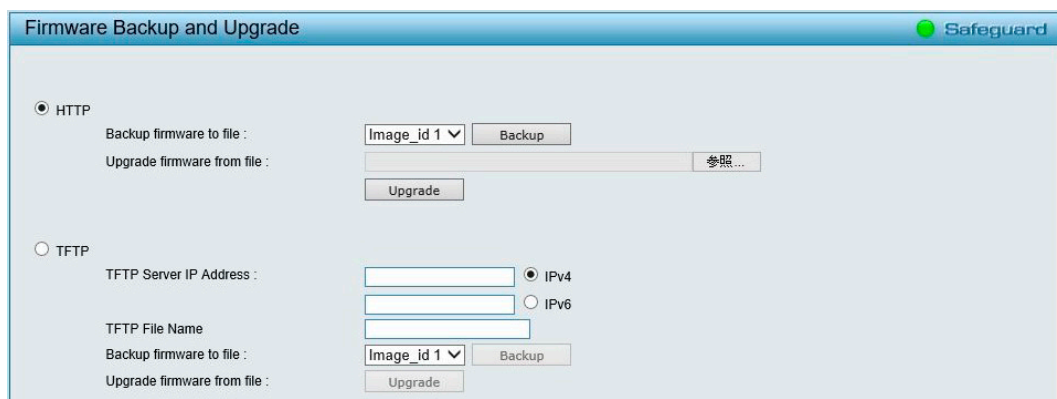 Firmware Backup and Upgrade Safeguard
HTTP
Backup firmware to file : Image_id 1 Backup
Upgrade firmware from file : 参照...
Upgrade
TFTP
TFTP Server IP Address : IPv4
IPv6
TFTP File Name
Backup firmware to file : Image_id 1 Backup
Upgrade firmware from file : Upgrade